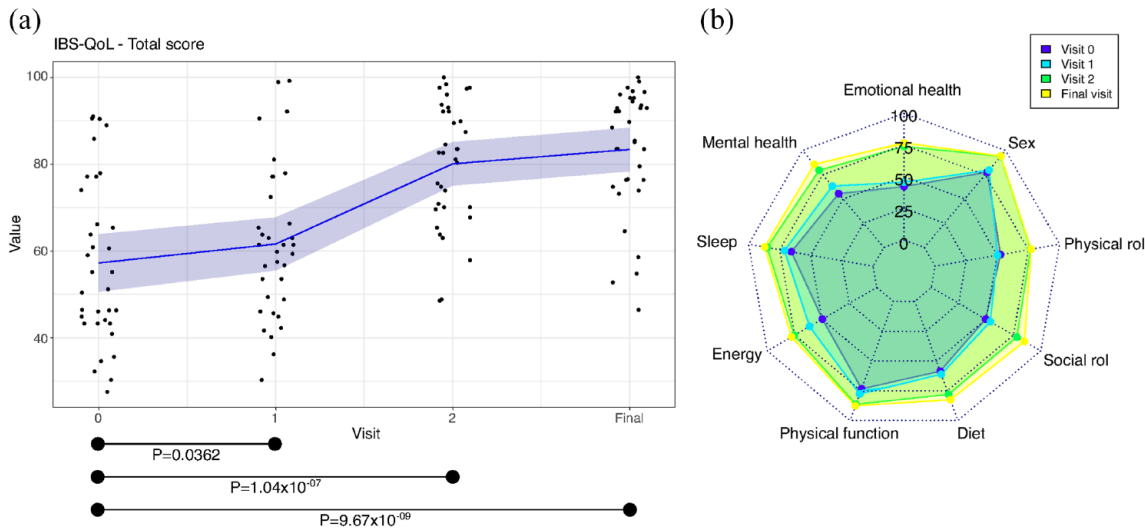 (a)
IBS-QoL - Total score
100
80
60
40
Value
0
1
2
Final
Visit
P=0.0362
P=1.04x10⁻⁰⁷
P=9.67x10⁻⁰⁹
(b)
Visit 0
Visit 1
Visit 2
Final visit
Emotional health
Mental health
Sex
Sleep
Physical rol
Energy
Social rol
Physical function
Diet
100
75
50
25
0